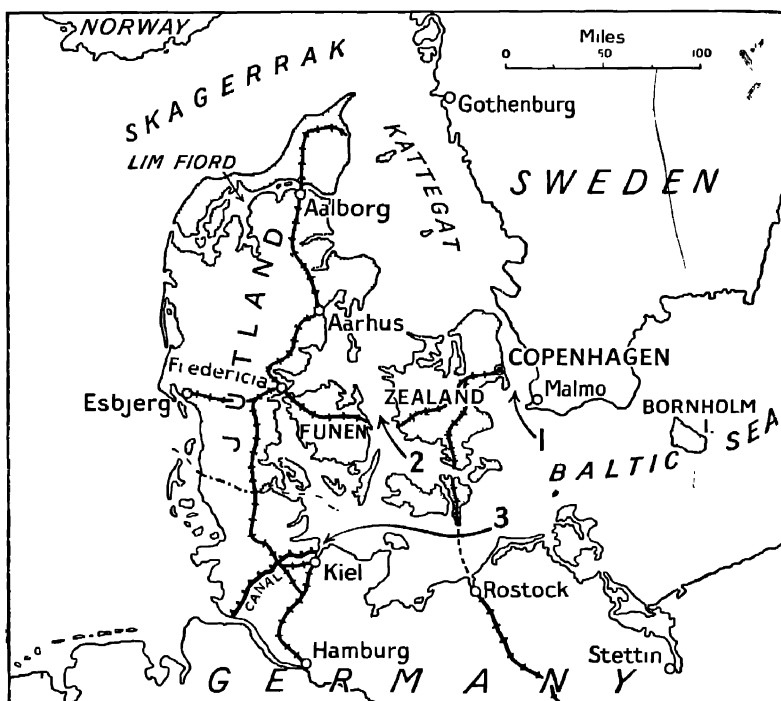 NORWAY
Miles
0 50 100
SKAGERRAK
Gothenburg
KATTEGAT
LIM FIORD
SWEDEN
Aalborg
JUTLAND
Aarhus
COPENHAGEN
Fredericia
ZEALAND
Malmo
Esbjerg
BORNHOLM
I.
FUNEN
1
2
BALTIC SEA
3
Kiel
CANAL
Rostock
Hamburg
Stettin
GERMANY